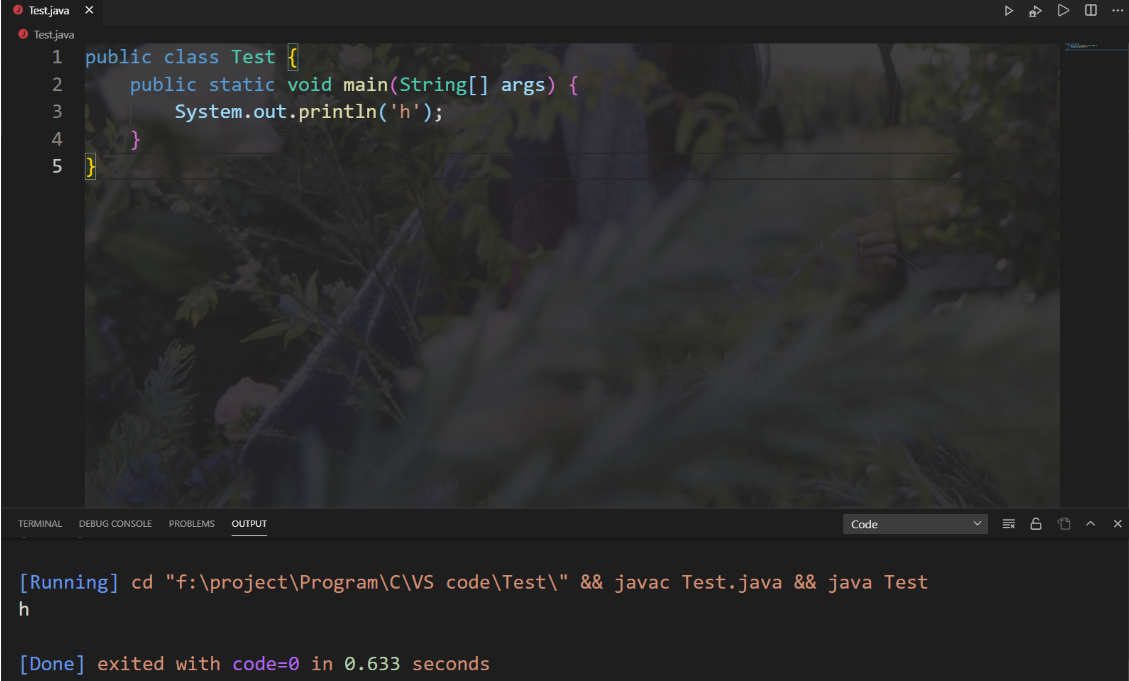 Test.java
Test.java
1 public class Test {
2 public static void main(String[] args) {
3 System.out.println('h');
4 }
5 }
TERMINAL DEBUG CONSOLE PROBLEMS OUTPUT Code
[Running] cd "f:\project\Program\C\VS code\Test\" && javac Test.java && java Test
h
[Done] exited with code=0 in 0.633 seconds